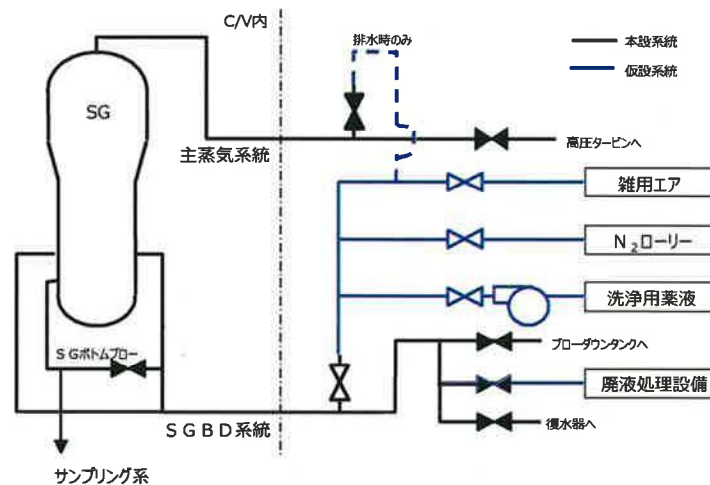 C/V内
排水時のみ
本設系統
仮設系統
SG
主蒸気系統
高圧タービンへ
雑用エア
N₂ローリー
洗浄用薬液
SGボトムブロー
ブローダウンタンクへ
廃液処理設備
復水器へ
SGBD系統
サンプリング系